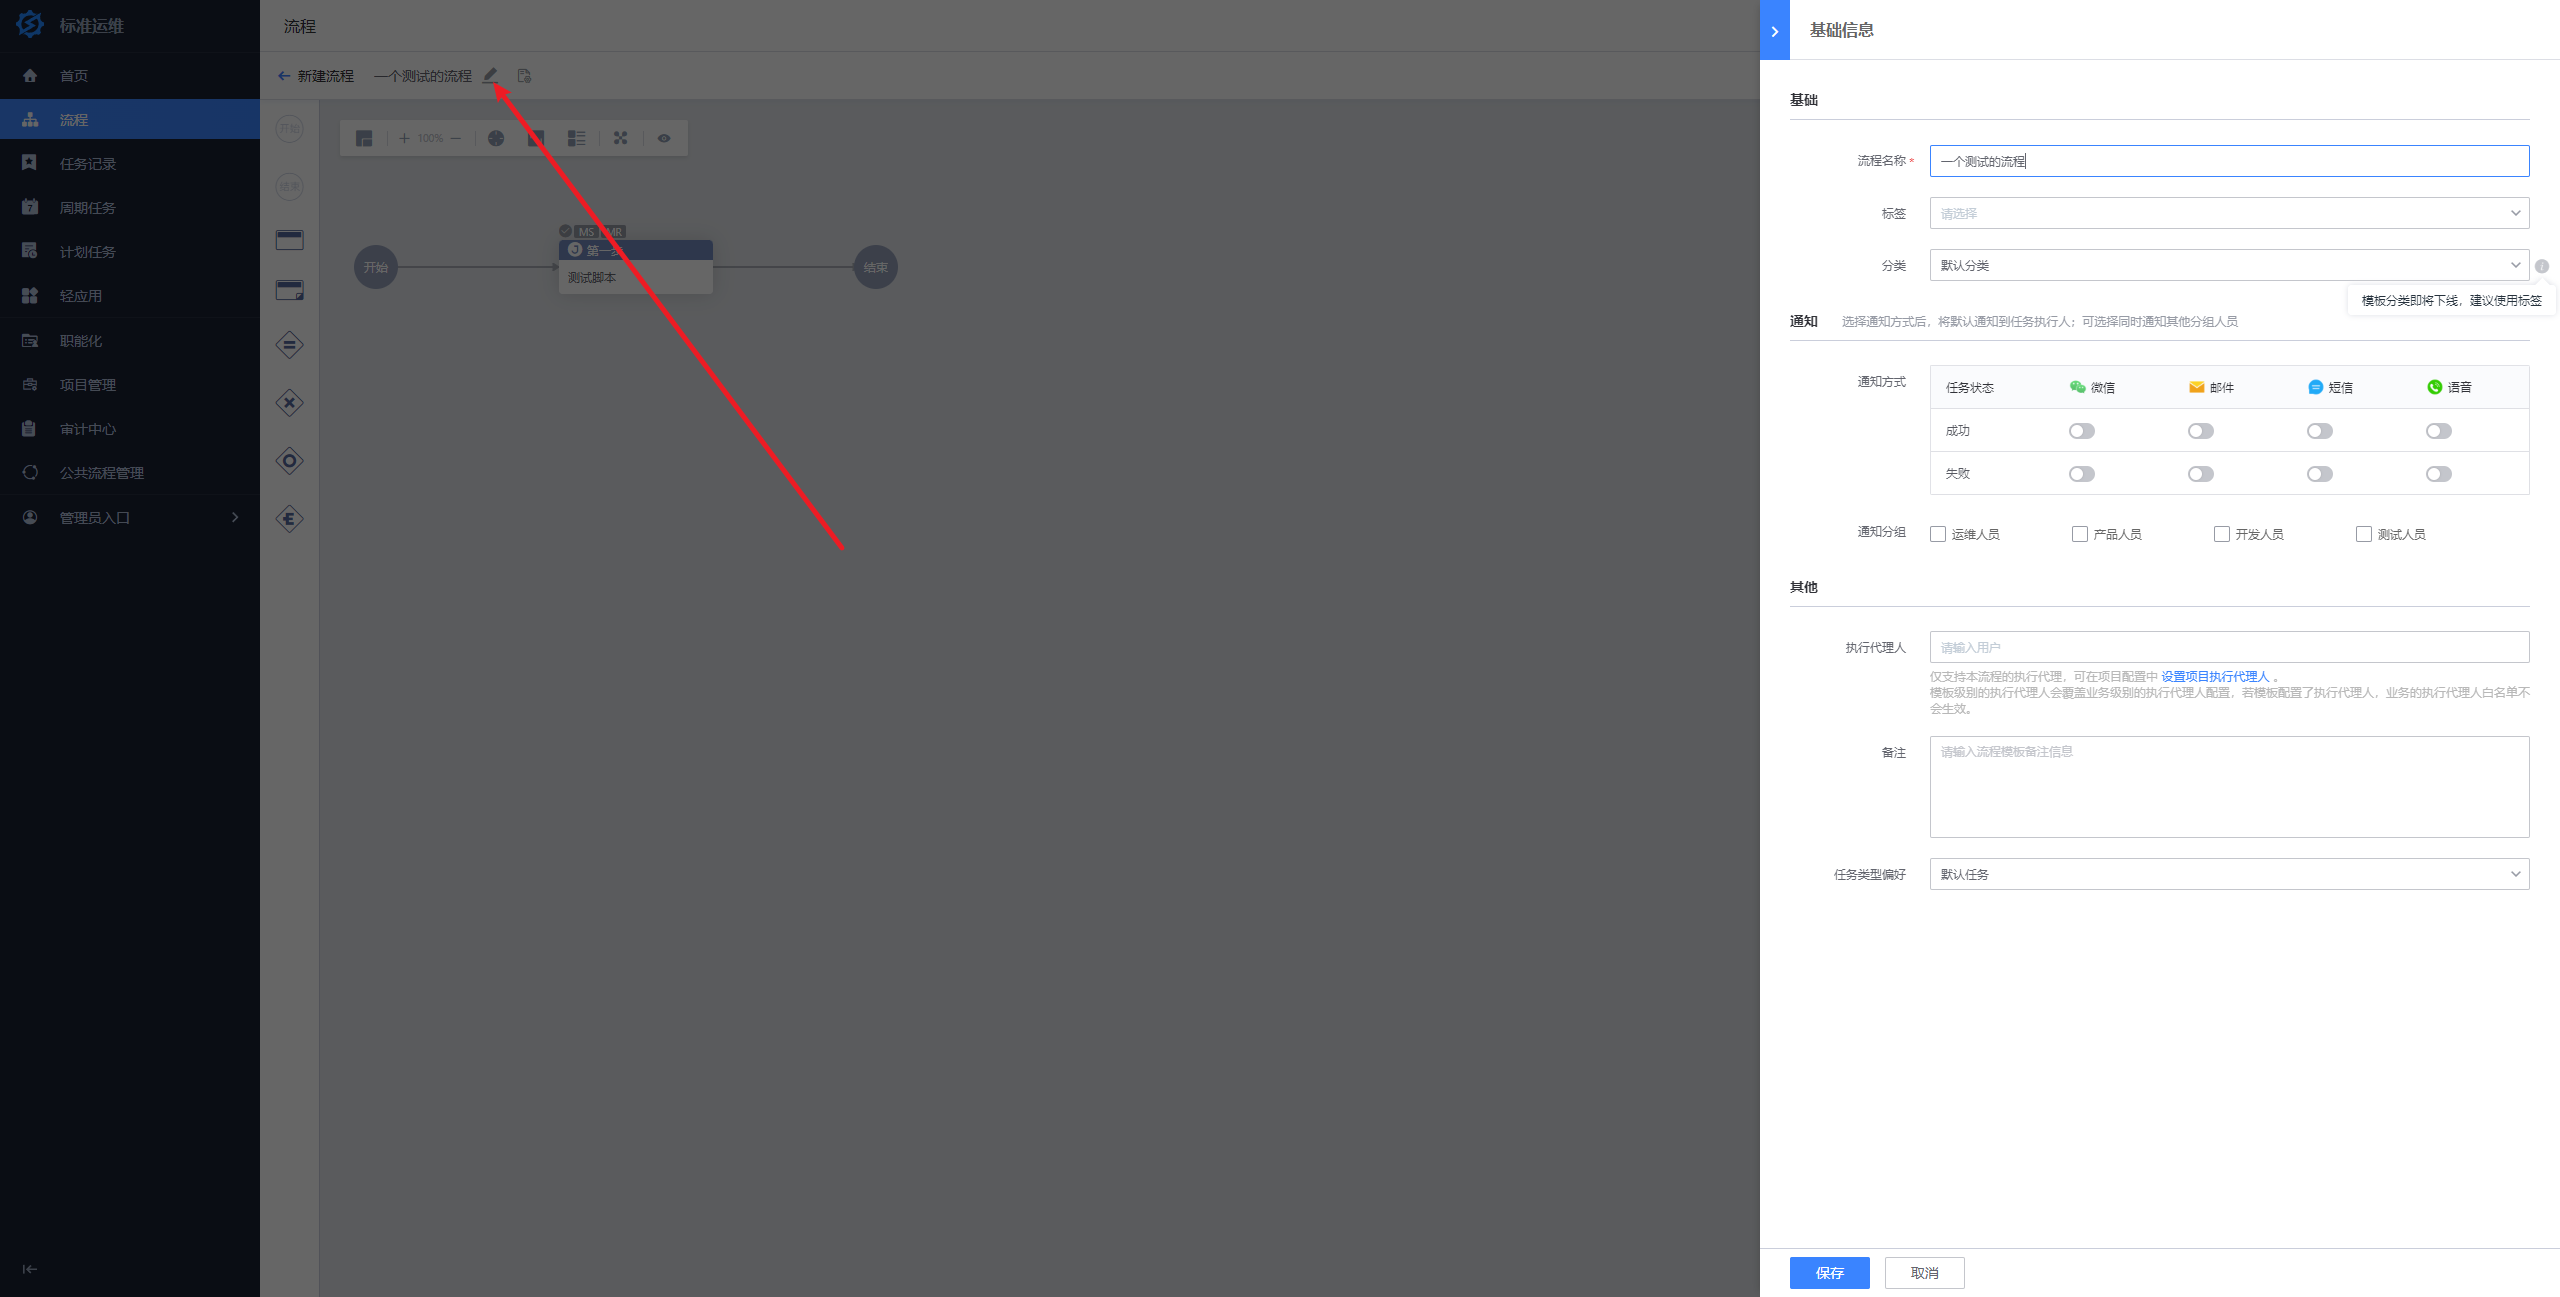 标准运维
首页
流程
任务记录
周期任务
计划任务
轻应用
职能化
项目管理
审计中心
公共流程管理
管理员入口
流程
新建流程 一个测试的流程
开始
结束
100%
MS MR
第一步
测试脚本
开始
结束
基础信息
基础
流程名称 *
一个测试的流程
标签
请选择
分类
默认分类
模板分类即将下线，建议使用标签
通知 选择通知方式后，将默认通知到任务执行人；可选择同时通知其他分组人员
通知方式
任务状态 微信 邮件 短信 语音
成功
失败
通知分组
运维人员 产品人员 开发人员 测试人员
其他
执行代理人
请输入用户
仅支持本流程的执行代理，可在项目配置中 设置项目执行代理人 。
模板级别的执行代理人会覆盖业务级别的执行代理人配置，若模板配置了执行代理人，业务的执行代理人白名单不
会生效。
备注
请输入流程模板备注信息
任务类型偏好
默认任务
保存 取消